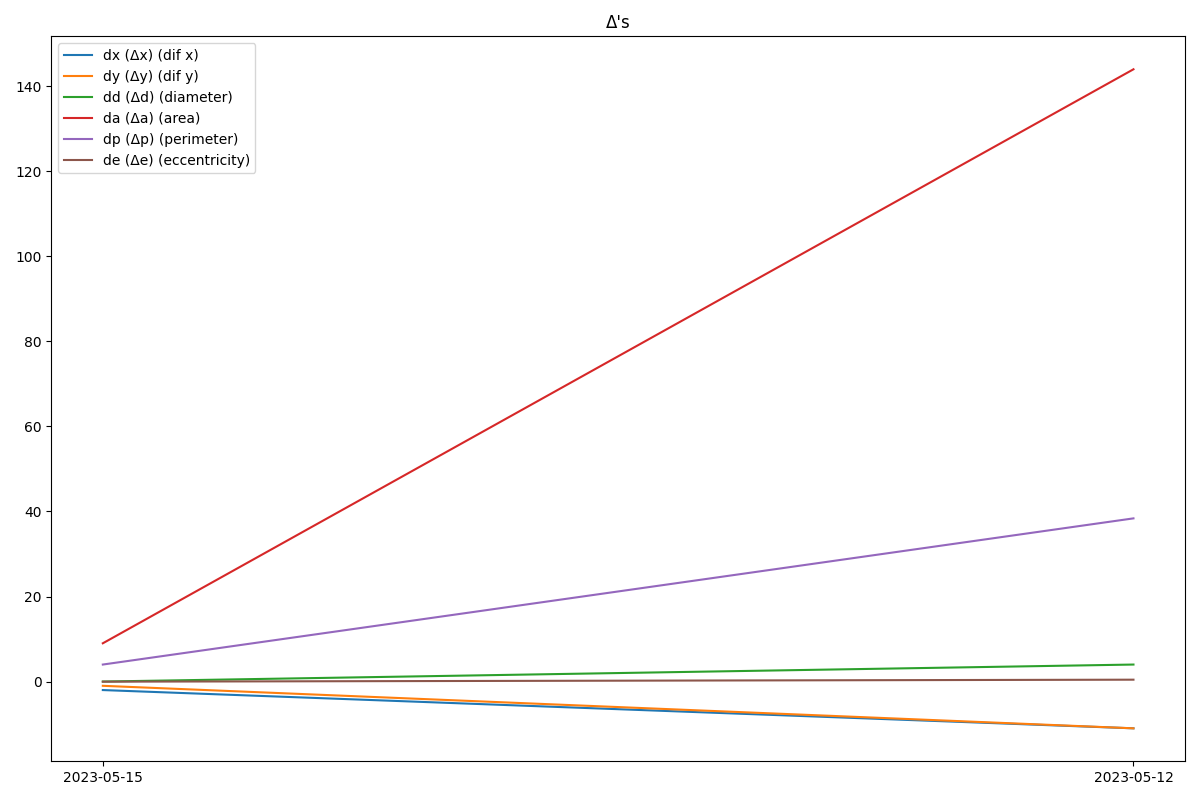 Δ's
dx (Δx) (dif x)
dy (Δy) (dif y)
dd (Δd) (diameter)
da (Δa) (area)
dp (Δp) (perimeter)
de (Δe) (eccentricity)
140
120
100
80
60
40
20
0
2023-05-15
2023-05-12